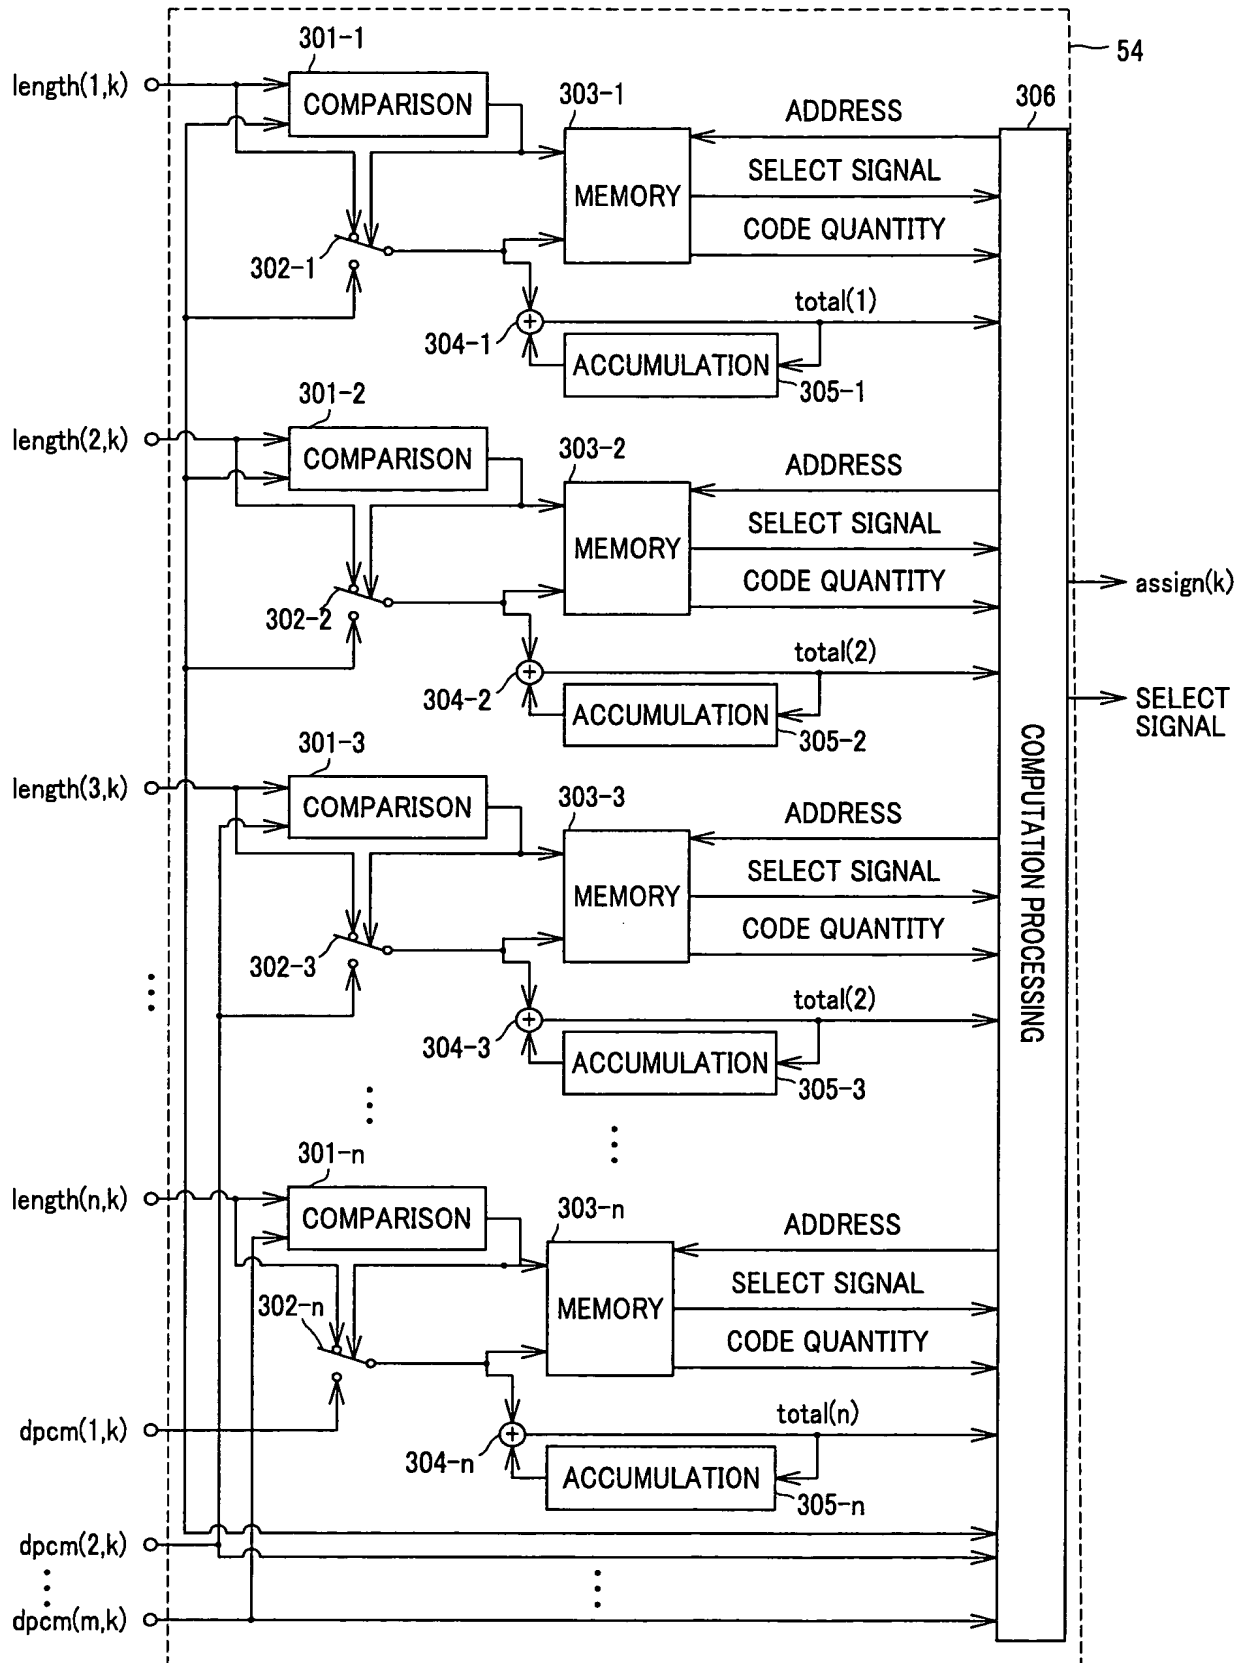 301-1
54
length(1,k)
COMPARISON
303-1
ADDRESS
306
MEMORY
SELECT SIGNAL
CODE QUANTITY
302-1
total(1)
304-1
ACCUMULATION
305-1
301-2
length(2,k)
COMPARISON
303-2
ADDRESS
MEMORY
SELECT SIGNAL
CODE QUANTITY
assign(k)
302-2
total(2)
304-2
ACCUMULATION
305-2
SELECT
SIGNAL
COMPUTATION PROCESSING
301-3
length(3,k)
COMPARISON
303-3
ADDRESS
MEMORY
SELECT SIGNAL
CODE QUANTITY
302-3
total(2)
304-3
ACCUMULATION
305-3
301-n
length(n,k)
COMPARISON
303-n
ADDRESS
MEMORY
SELECT SIGNAL
CODE QUANTITY
302-n
dpcm(1,k)
total(n)
304-n
ACCUMULATION
305-n
dpcm(2,k)
dpcm(m,k)